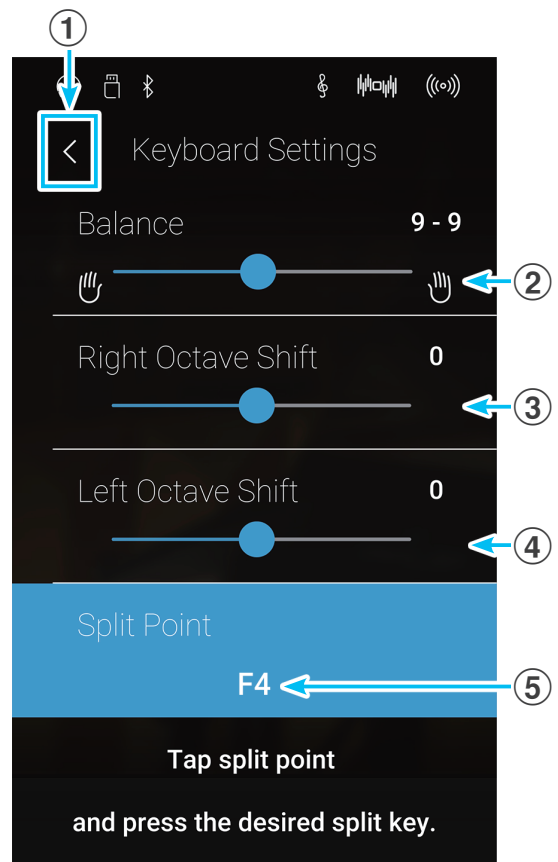 1
Keyboard Settings
Balance 9 - 9
2
Right Octave Shift 0
3
Left Octave Shift 0
4
Split Point
F4
5
Tap split point
and press the desired split key.